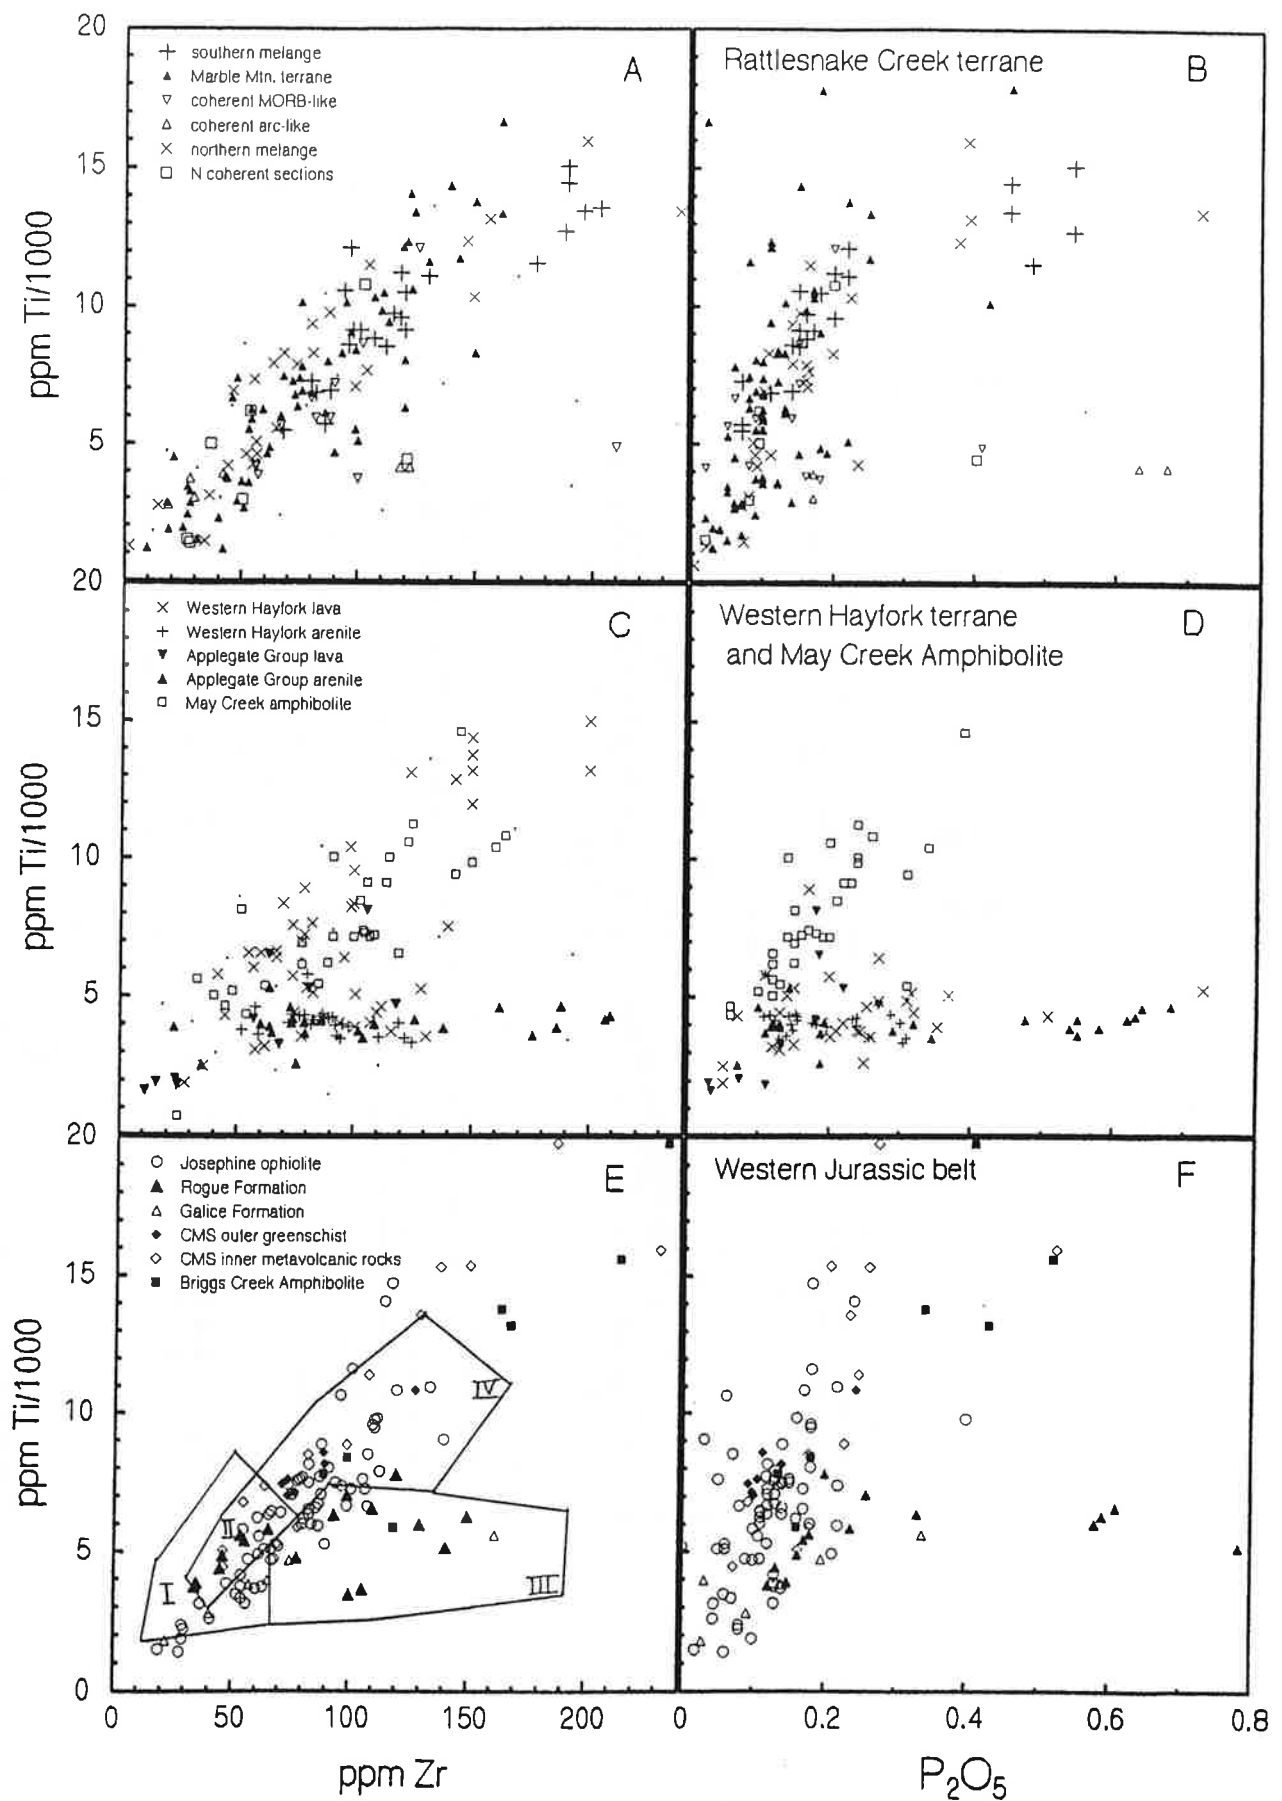 20
15
10
5
ppm Ti/1000
+ southern melange
▲ Marble Mtn. terrane
▽ coherent MORB-like
△ coherent arc-like
× northern melange
□ N coherent sections
A
Rattlesnake Creek terrane
B
20
15
10
5
ppm Ti/1000
× Western Hayfork lava
+ Western Hayfork arenite
▼ Applegate Group lava
▲ Applegate Group arenite
□ May Creek amphibolite
C
Western Hayfork terrane
and May Creek Amphibolite
D
20
15
10
5
0
ppm Ti/1000
○ Josephine ophiolite
▲ Rogue Formation
△ Galice Formation
◆ CMS outer greenschist
◇ CMS inner metavolcanic rocks
■ Briggs Creek Amphibolite
E
I
II
III
IV
Western Jurassic belt
F
0 50 100 150 200
0 0.2 0.4 0.6 0.8
ppm Zr
P₂O₅